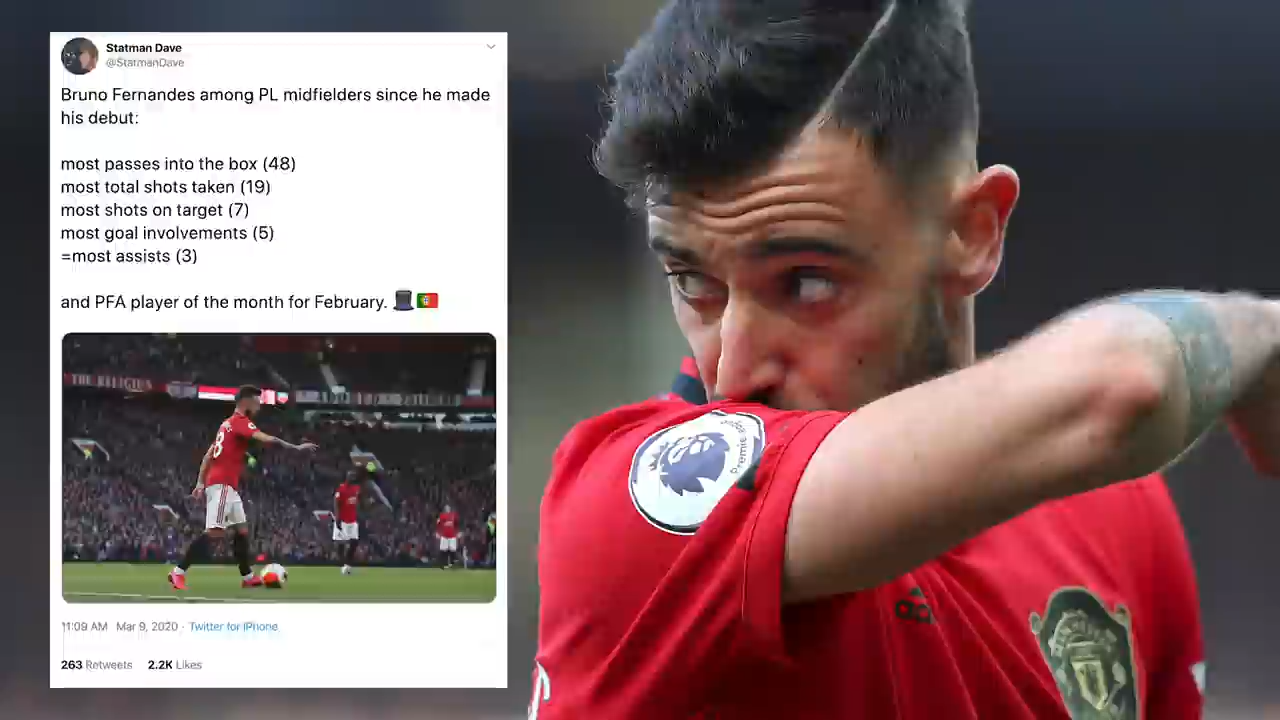 Statman Dave
@StatmanDave
Bruno Fernandes among PL midfielders since he made
his debut:
most passes into the box (48)
most total shots taken (19)
most shots on target (7)
most goal involvements (5)
=most assists (3)
and PFA player of the month for February.
THE RELIGION
11:09 AM Mar 9, 2020 · Twitter for iPhone
263 Retweets 2.2K Likes
Premier